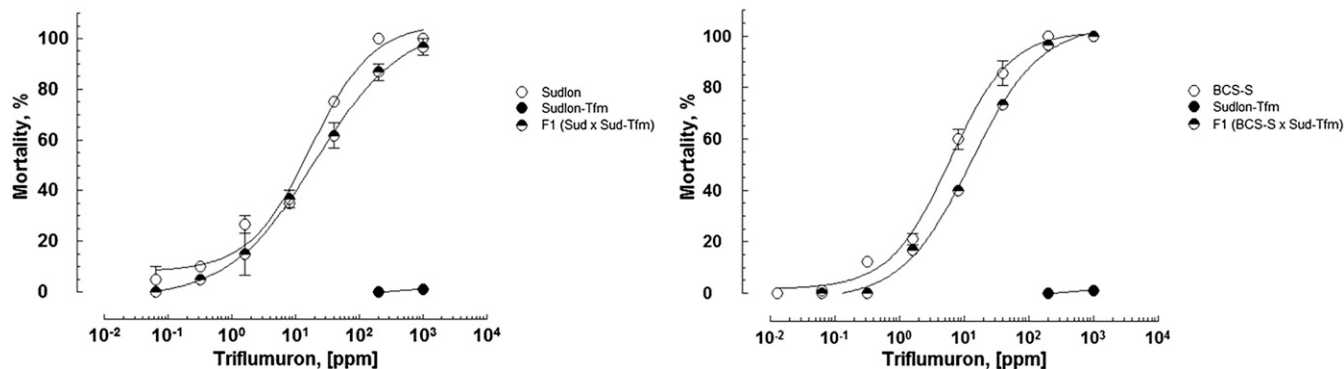 Mortality, %
100
80
60
40
20
0
10⁻² 10⁻¹ 10⁰ 10¹ 10² 10³ 10⁴
Triflumuron, [ppm]
Sudlon
Sudlon-Tfm
F1 (Sud x Sud-Tfm)
Mortality, %
100
80
60
40
20
0
10⁻² 10⁻¹ 10⁰ 10¹ 10² 10³ 10⁴
Triflumuron, [ppm]
BCS-S
Sudlon-Tfm
F1 (BCS-S x Sud-Tfm)